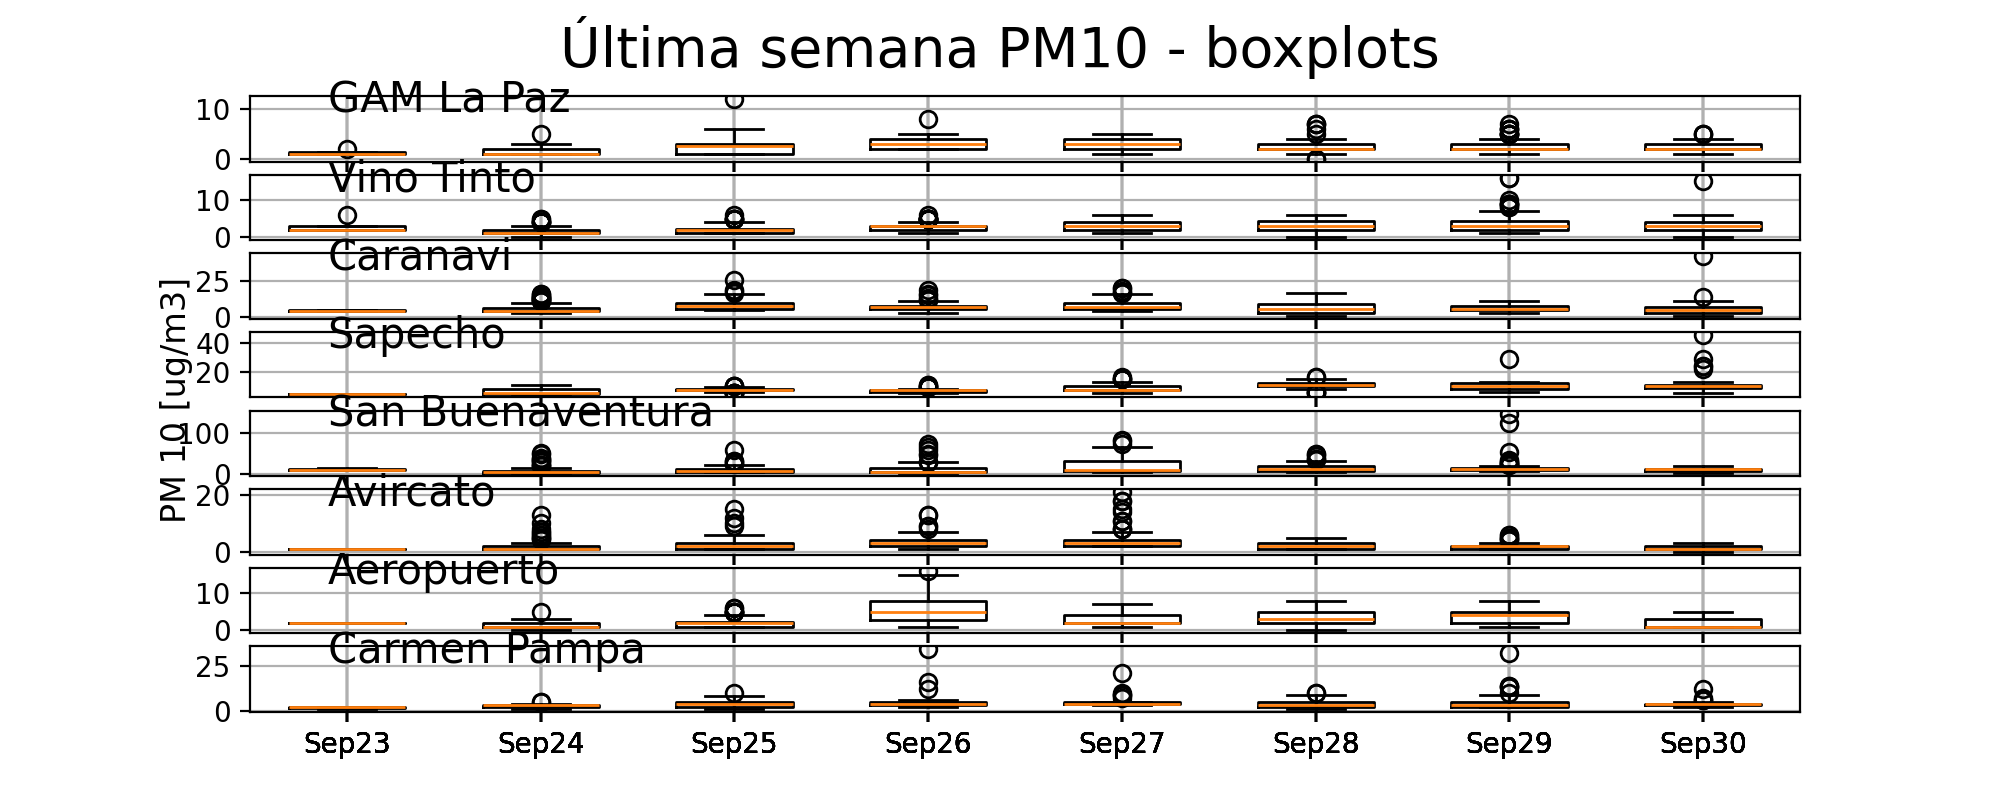 Última semana PM10 - boxplots
GAM La Paz
10
0
Vino Tinto
10
0
Caranavi
25
0
Sapecho
40
20
San Buenaventura
100
0
Avircato
20
0
Aeropuerto
10
0
Carmen Pampa
25
0
PM 10 [ug/m3]
Sep23 Sep24 Sep25 Sep26 Sep27 Sep28 Sep29 Sep30